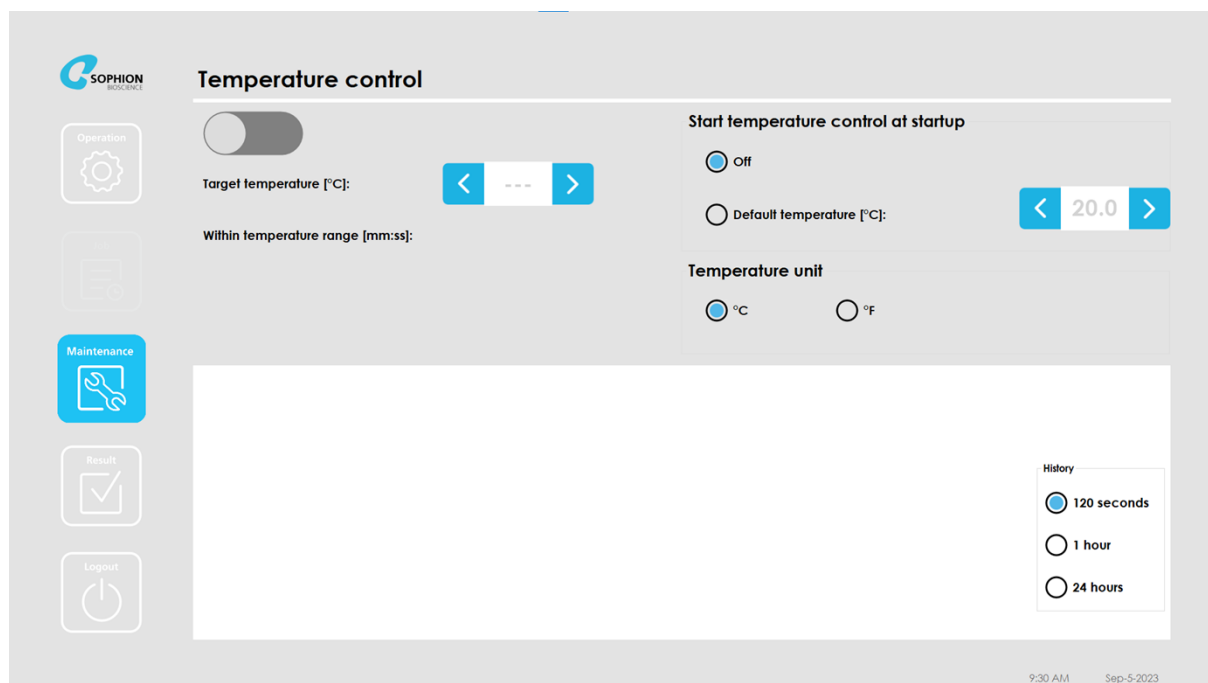 SOPHION
BIOSCIENCE
Temperature control
Operation
Start temperature control at startup
Off
Target temperature [°C]:
---
Default temperature [°C]:
20.0
Within temperature range [mm:ss]:
Temperature unit
°C
°F
Maintenance
Result
History
120 seconds
1 hour
24 hours
Logout
9:30 AM Sep-5-2023